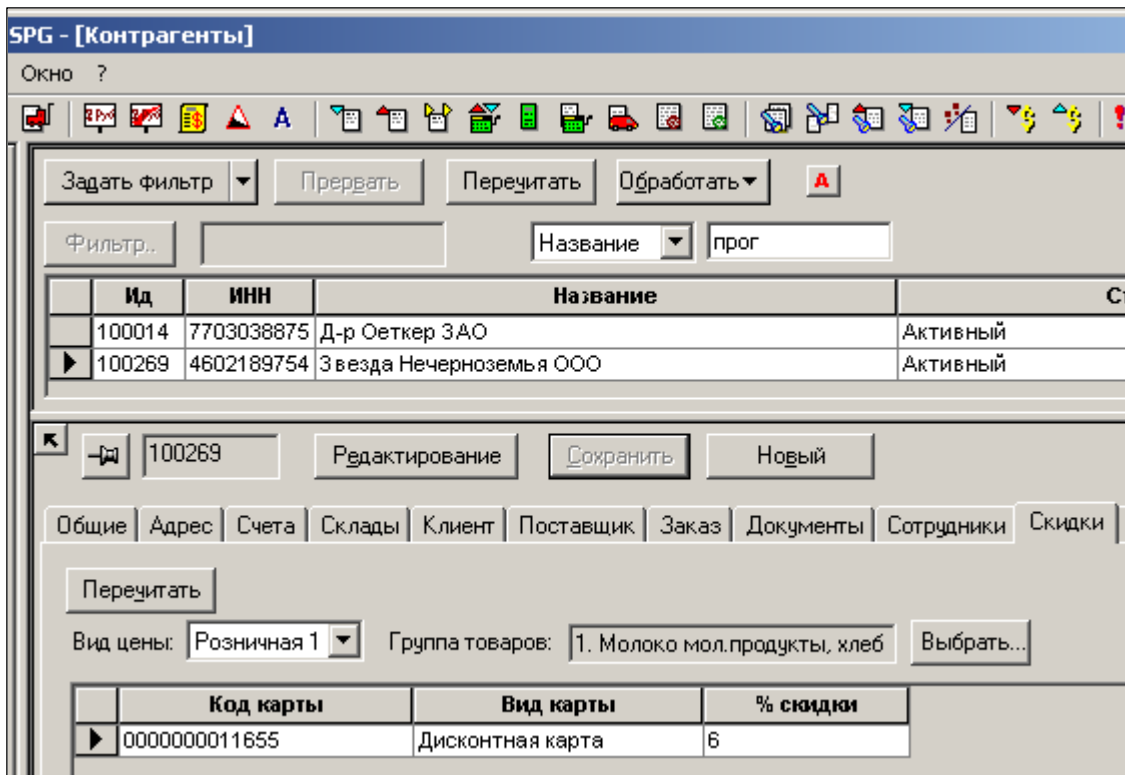 SPG - [Контрагенты]
Окно ?
Задать фильтр Прервать Перечитать Обработать А
Фильтр.. Название прог
Ид ИНН Название
100014 7703038875 Д-р Оеткер ЗАО Активный
100269 4602189754 Звезда Нечерноземья ООО Активный
100269 Редактирование Сохранить Новый
Общие Адрес Счета Склады Клиент Поставщик Заказ Документы Сотрудники Скидки
Перечитать
Вид цены: Розничная 1 Группа товаров: 1. Молоко мол.продукты, хлеб Выбрать...
Код карты Вид карты % скидки
0000000011655 Дисконтная карта 6